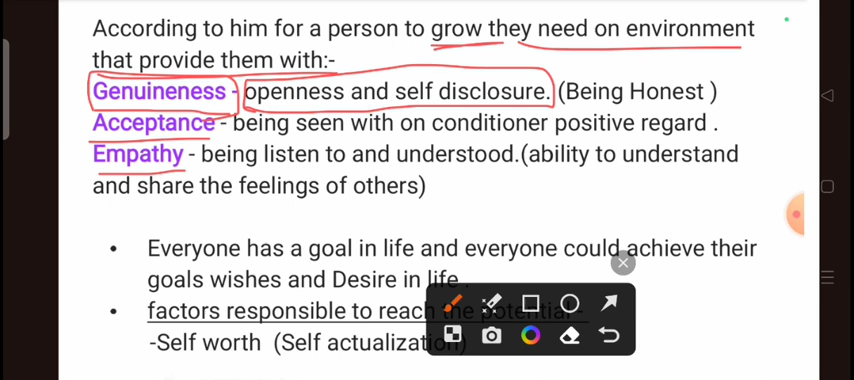 According to him for a person to grow they need on environment
that provide them with:-
Genuineness - openness and self disclosure. (Being Honest )
Acceptance - being seen with on conditioner positive regard .
Empathy - being listen to and understood.(ability to understand
and share the feelings of others)
• Everyone has a goal in life and everyone could achieve their
goals wishes and Desire in life .
• factors responsible to reach the potential -
-Self worth (Self actualization)